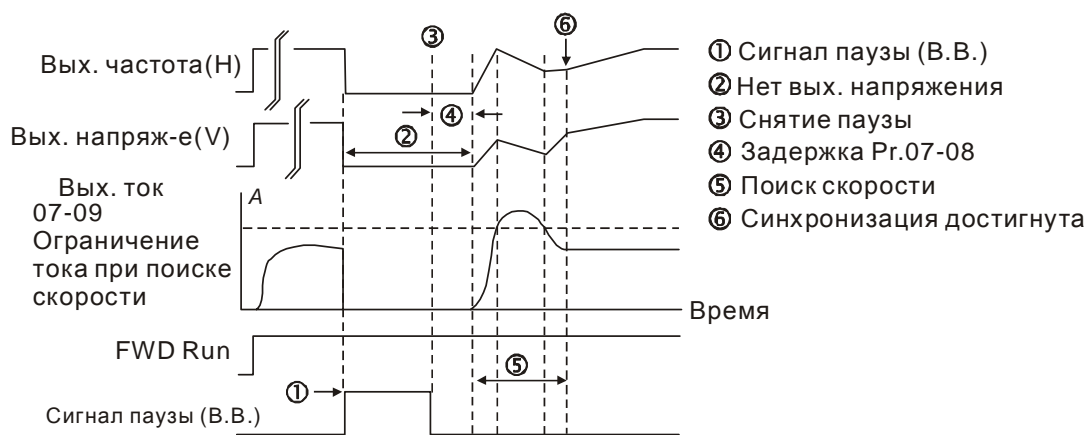 Вых. частота(H)
Вых. напряж-е(V)
Вых. ток
07-09
Ограничение
тока при поиске
скорости
A
Время
FWD Run
Сигнал паузы (B.B.)
①
②
③
④
⑤
⑥
① Сигнал паузы (B.B.)
② Нет вых. напряжения
③ Снятие паузы
④ Задержка Pr.07-08
⑤ Поиск скорости
⑥ Синхронизация достигнута